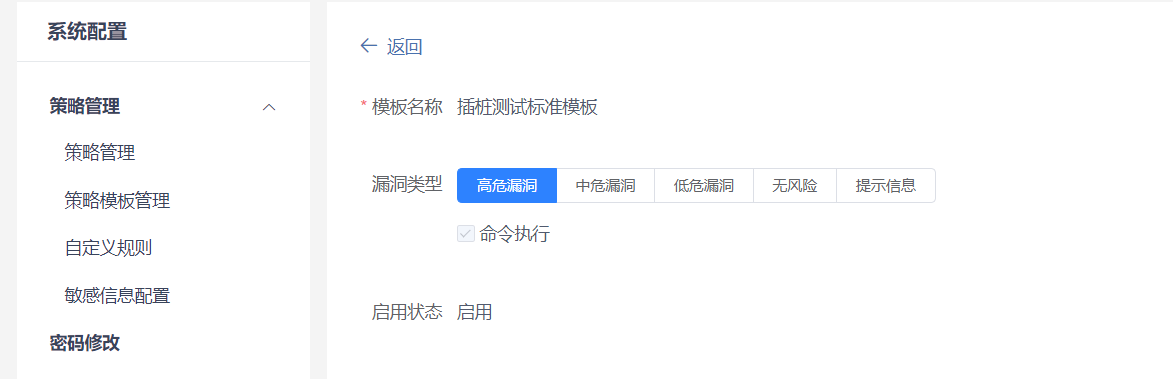 系统配置
策略管理
策略管理
策略模板管理
自定义规则
敏感信息配置
密码修改
返回
* 模板名称 插桩测试标准模板
漏洞类型 高危漏洞 中危漏洞 低危漏洞 无风险 提示信息
命令执行
启用状态 启用